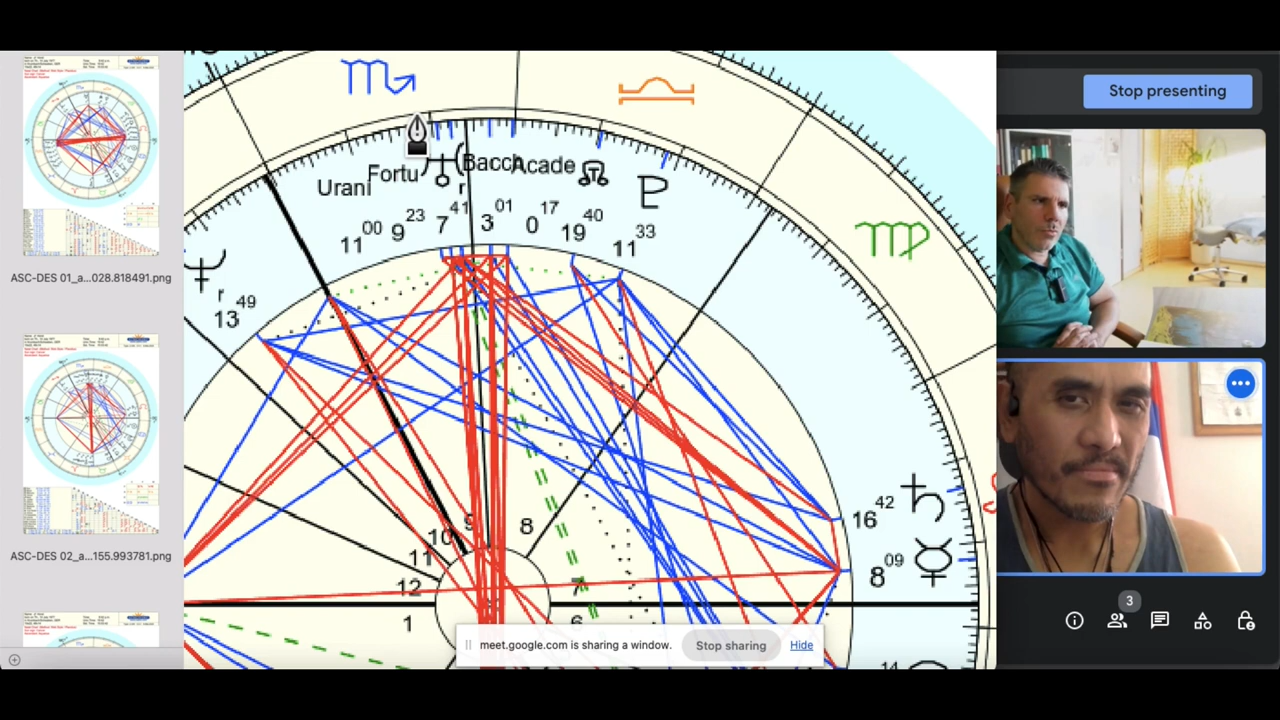 Stop presenting
ASC-DES 01_a...028.818491.png
ASC-DES 02_a...155.993781.png
Urani
Fortu
Bacch
Acade
r
11 00
9 23
7 41
3 01
0 17
19 40
11 33
r
13 49
16 42
8 09
14
10
9
8
11
12
7
1
6
meet.google.com is sharing a window.
Stop sharing
Hide
3